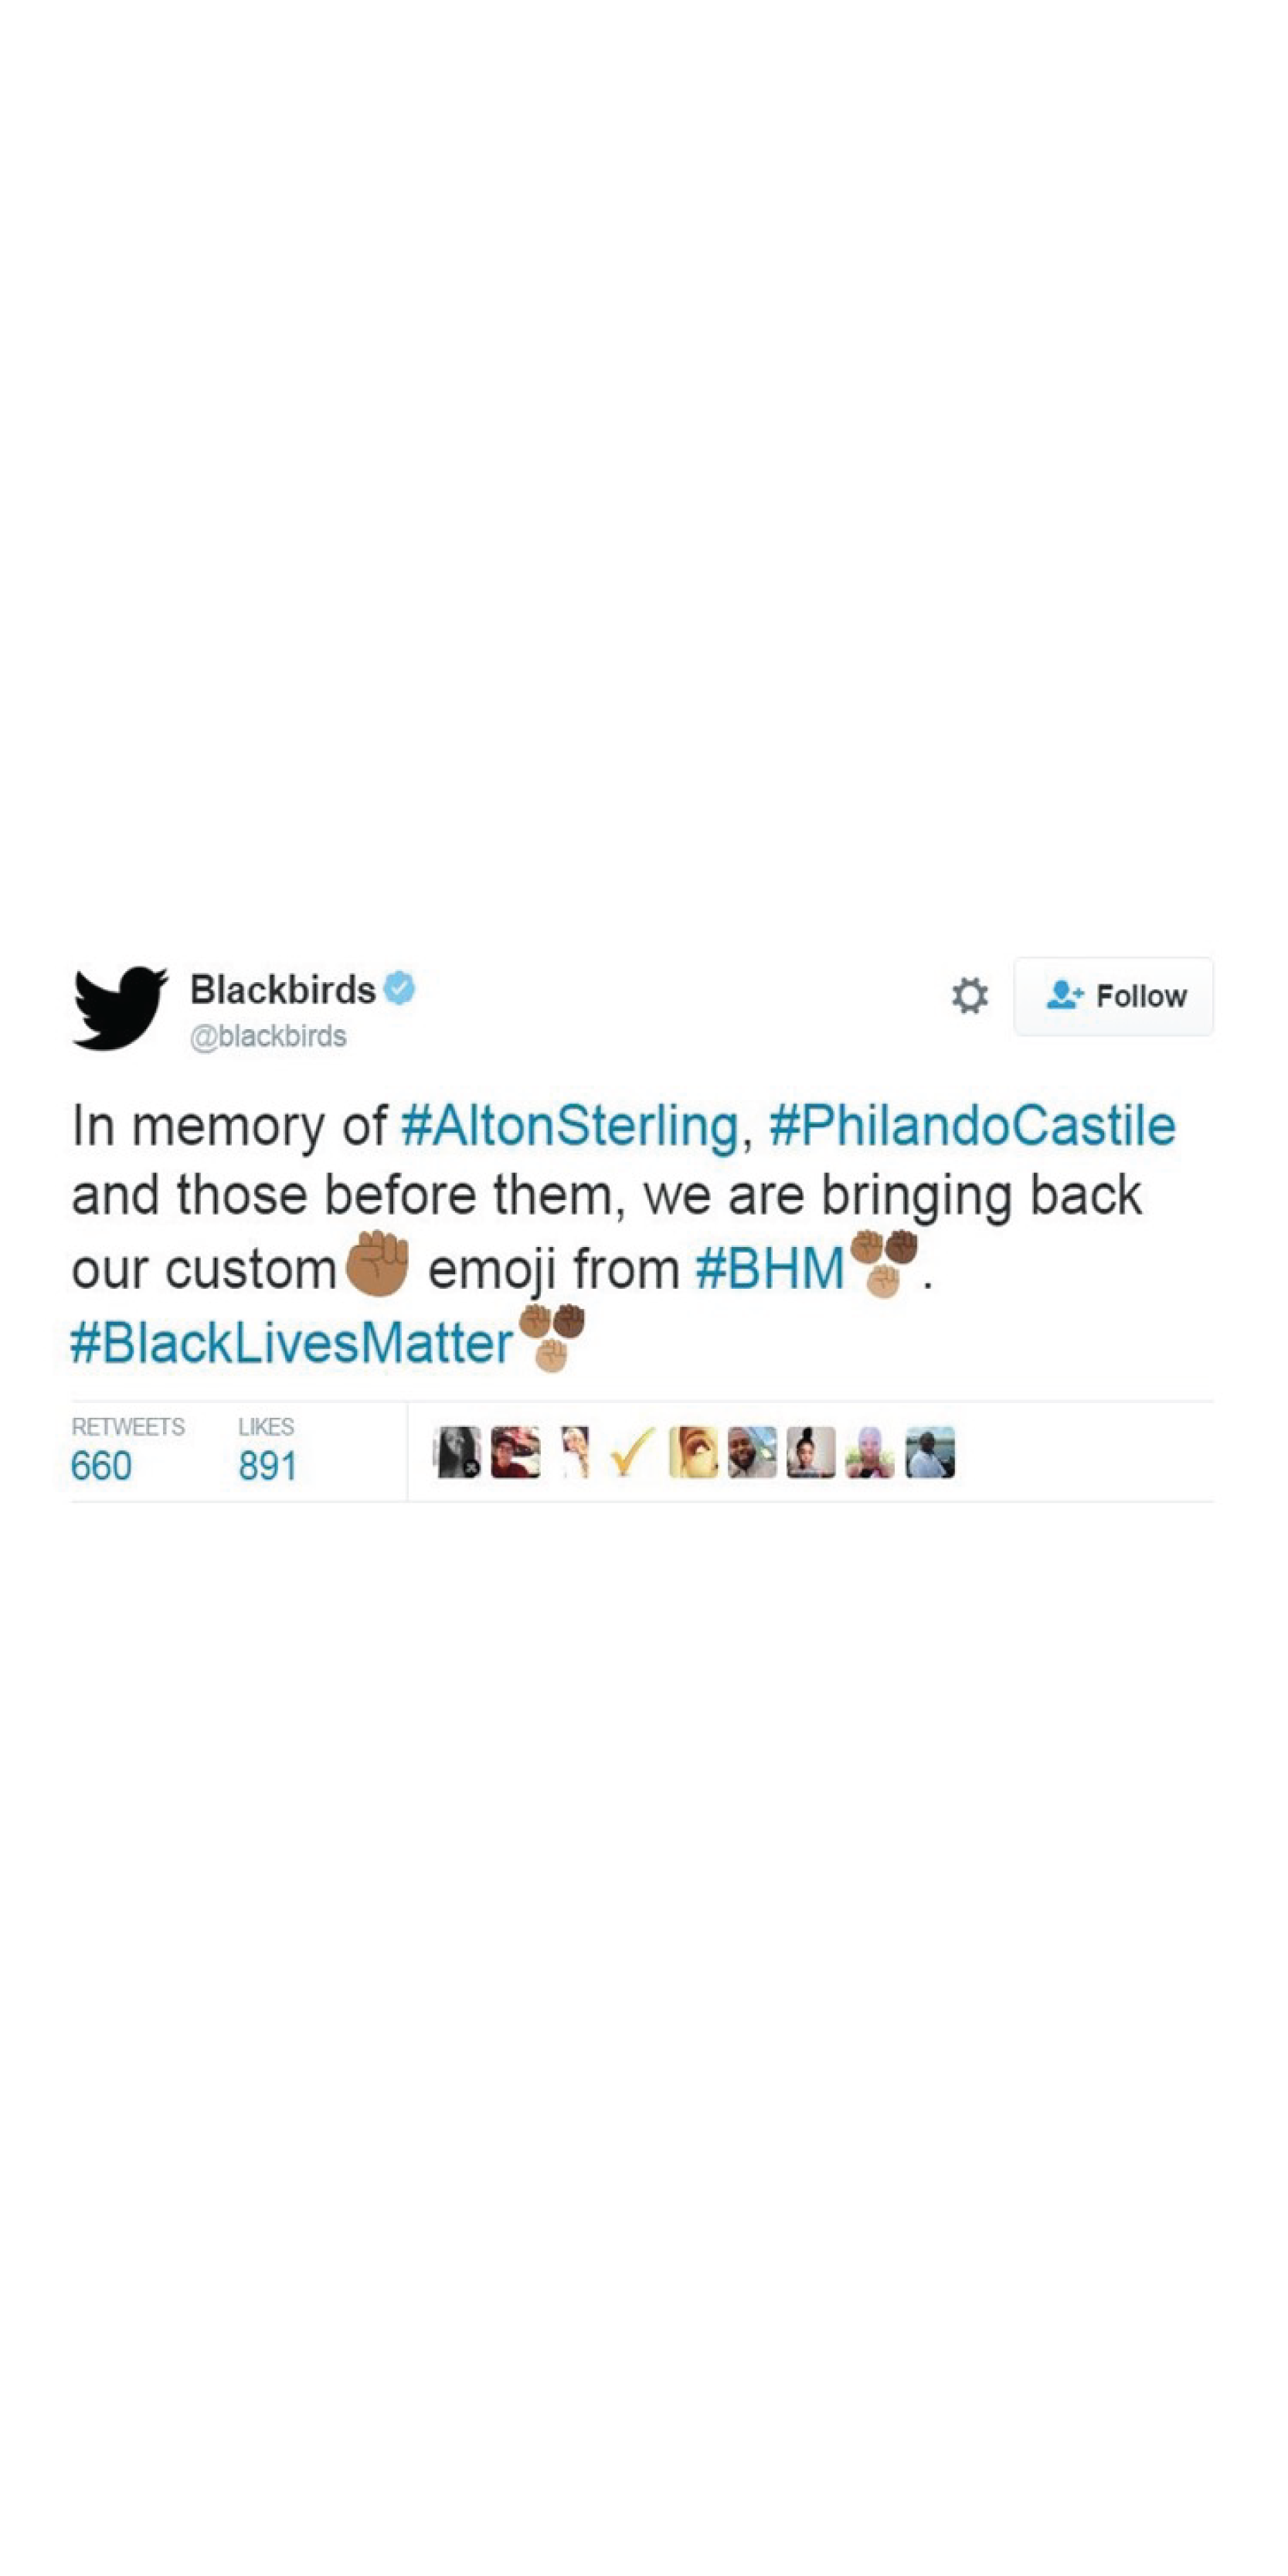 Blackbirds
@blackbirds
Follow
In memory of #AltonSterling, #PhilandoCastile
and those before them, we are bringing back
our custom✊🏾 emoji from #BHM.
#BlackLivesMatter
RETWEETS LIKES
660 891